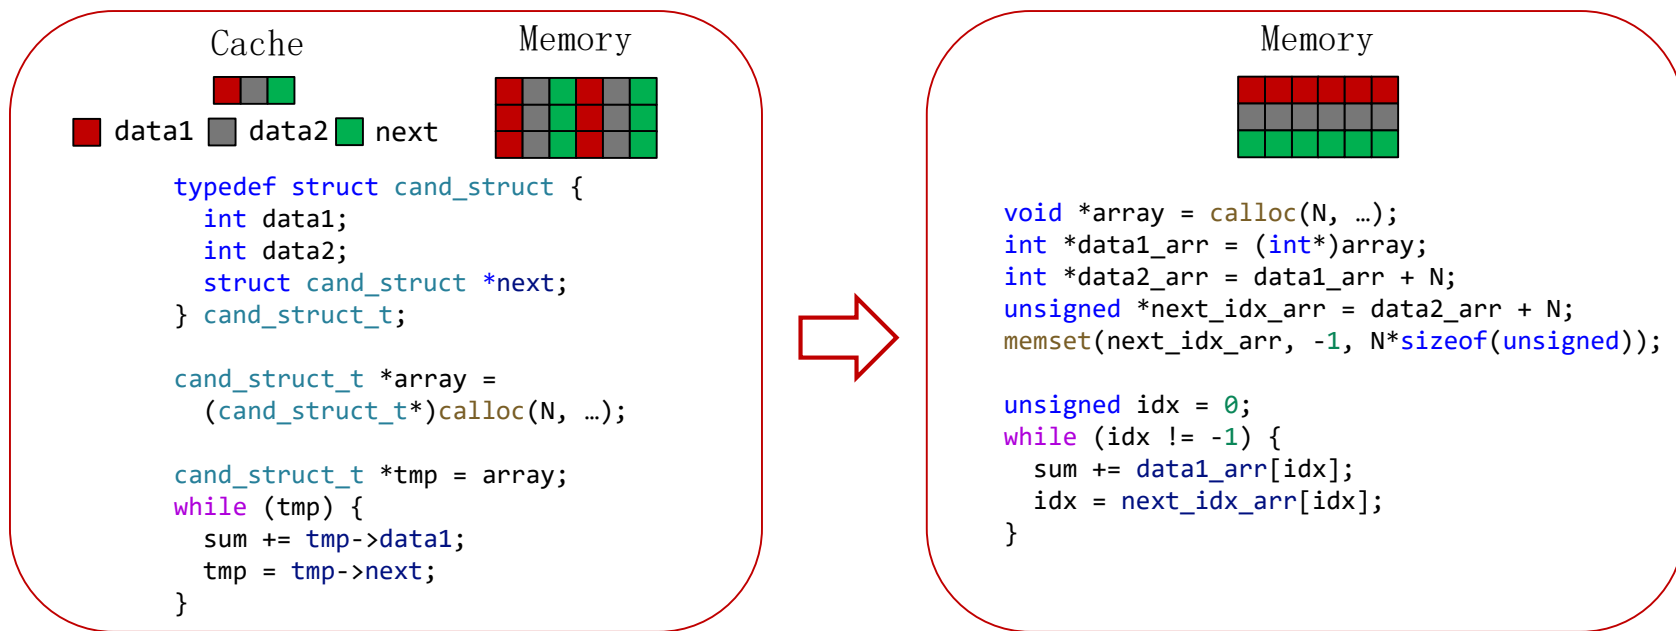 Cache
Memory
data1 data2 next
typedef struct cand_struct {
  int data1;
  int data2;
  struct cand_struct *next;
} cand_struct_t;
cand_struct_t *array =
  (cand_struct_t*)calloc(N, …);
cand_struct_t *tmp = array;
while (tmp) {
  sum += tmp->data1;
  tmp = tmp->next;
}
Memory
void *array = calloc(N, …);
int *data1_arr = (int*)array;
int *data2_arr = data1_arr + N;
unsigned *next_idx_arr = data2_arr + N;
memset(next_idx_arr, -1, N*sizeof(unsigned));
unsigned idx = 0;
while (idx != -1) {
  sum += data1_arr[idx];
  idx = next_idx_arr[idx];
}